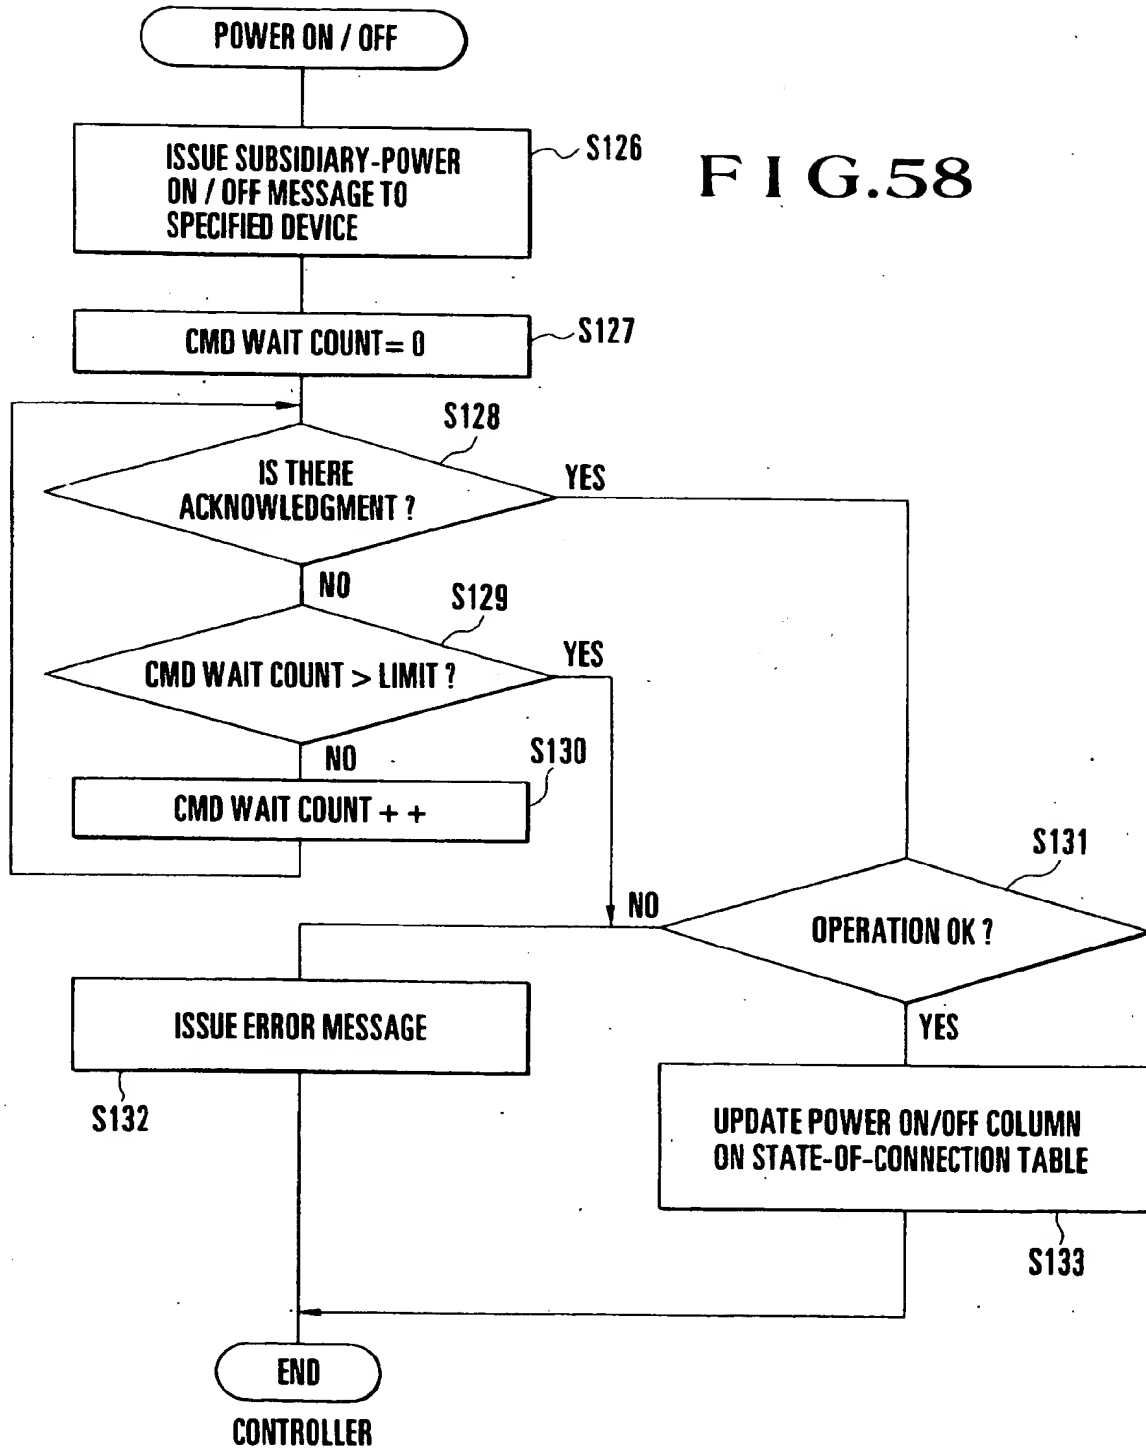 POWER ON / OFF
ISSUE SUBSIDIARY-POWER
ON / OFF MESSAGE TO
SPECIFIED DEVICE
S126
FIG.58
CMD WAIT COUNT = 0
S127
S128
IS THERE
ACKNOWLEDGMENT ?
YES
NO
S129
CMD WAIT COUNT > LIMIT ?
YES
NO
S130
CMD WAIT COUNT + +
S131
NO
OPERATION OK ?
YES
ISSUE ERROR MESSAGE
S132
UPDATE POWER ON/OFF COLUMN
ON STATE-OF-CONNECTION TABLE
S133
END
CONTROLLER